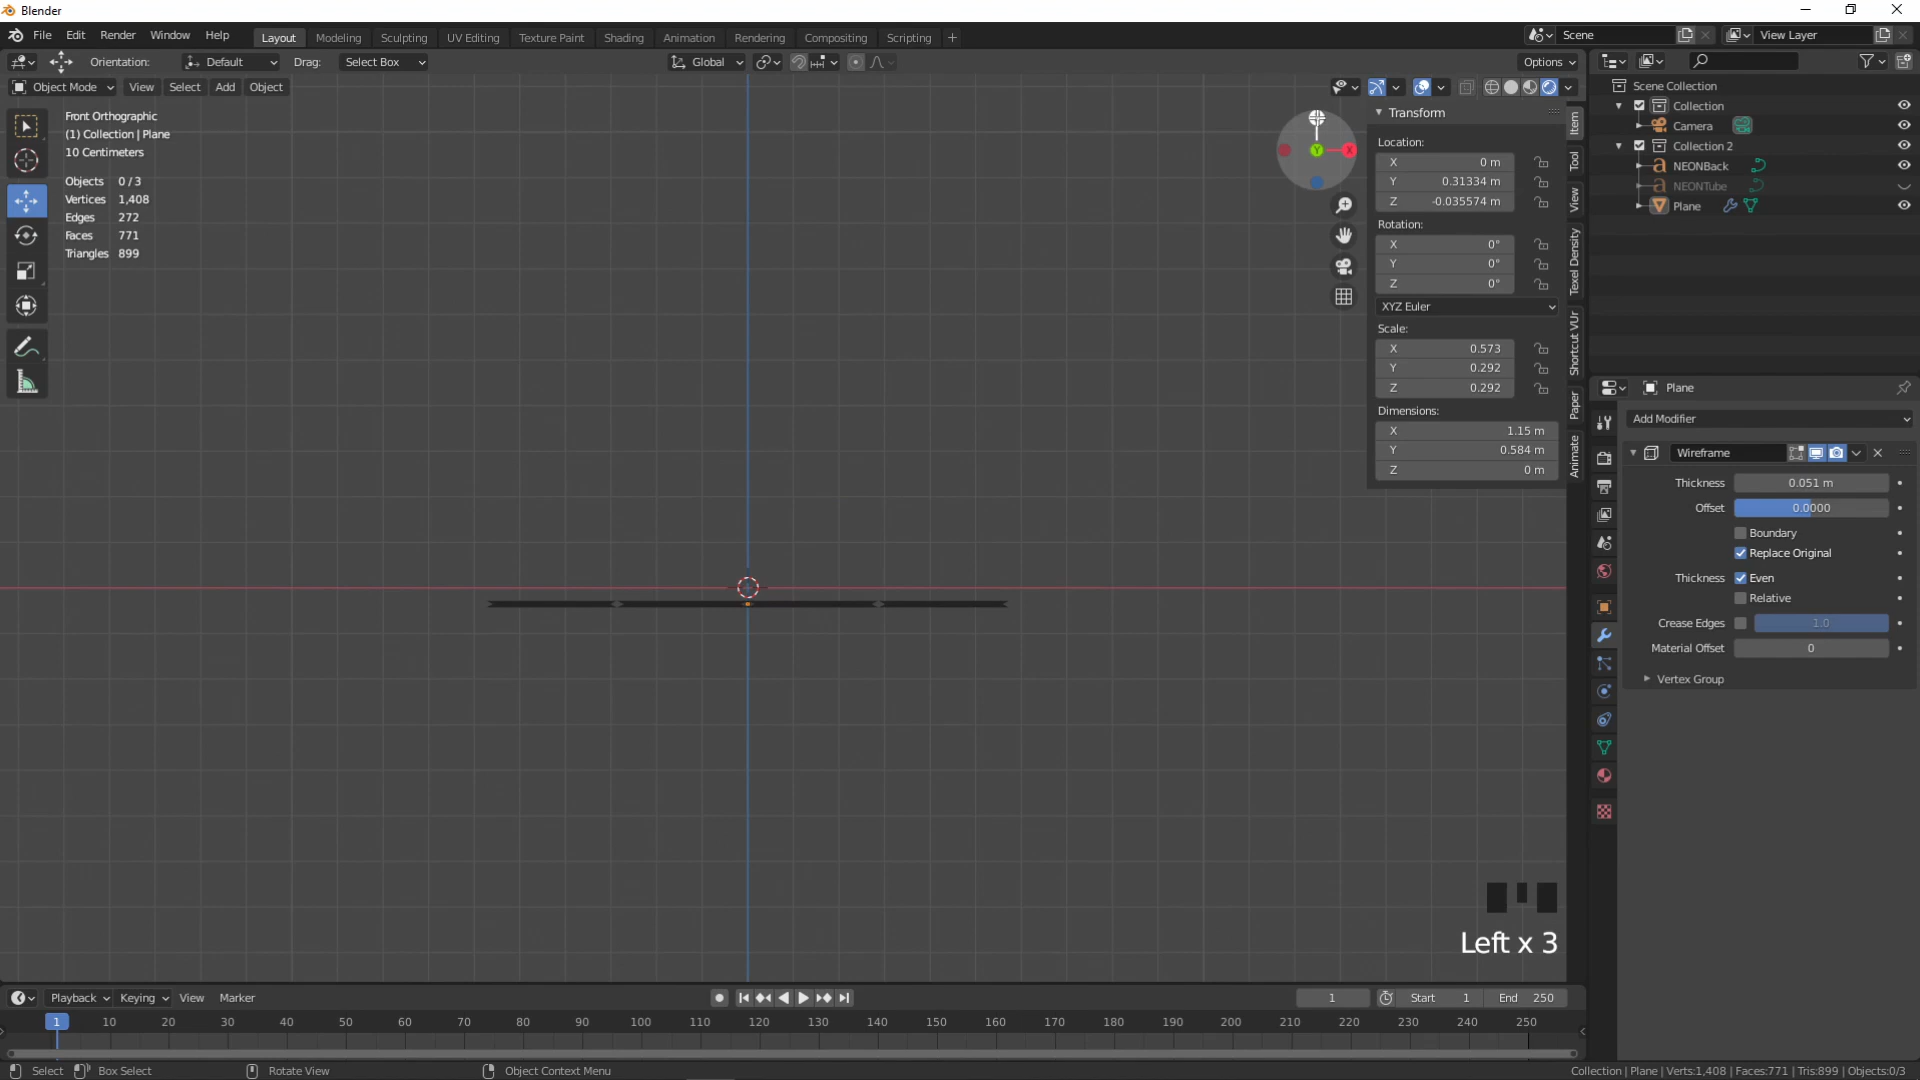 Blender
File Edit Render Window Help Layout Modeling Sculpting UV Editing Texture Paint Shading Animation Rendering Compositing Scripting + Scene View Layer
Orientation: Default Drag: Select Box Global Options
Object Mode View Select Add Object
Front Orthographic
(1) Collection | Plane
10 Centimeters
Objects 0/3
Vertices 1,408
Edges 272
Faces 771
Triangles 899
Y X
Transform
Location:
X 0 m
Y 0.31334 m
Z -0.035574 m
Rotation:
X 0°
Y 0°
Z 0°
XYZ Euler
Scale:
X 0.573
Y 0.292
Z 0.292
Dimensions:
X 1.15 m
Y 0.584 m
Z 0 m
Item
Tool
View
Texel Density
Shortcut VUr
Paper
Animate
Scene Collection
Collection
Camera
Collection 2
NEONBack
NEONTube
Plane
Plane
Add Modifier
Wireframe
Thickness 0.051 m
Offset 0.0000
Boundary
Replace Original
Thickness Even
Relative
Crease Edges 1.0
Material Offset 0
Vertex Group
Left x 3
Playback Keying View Marker 1 Start 1 End 250
1 10 20 30 40 50 60 70 80 90 100 110 120 130 140 150 160 170 180 190 200 210 220 230 240 250
Select Box Select Rotate View Object Context Menu Collection | Plane | Verts:1,408 | Faces:771 | Tris:899 | Objects:0/3